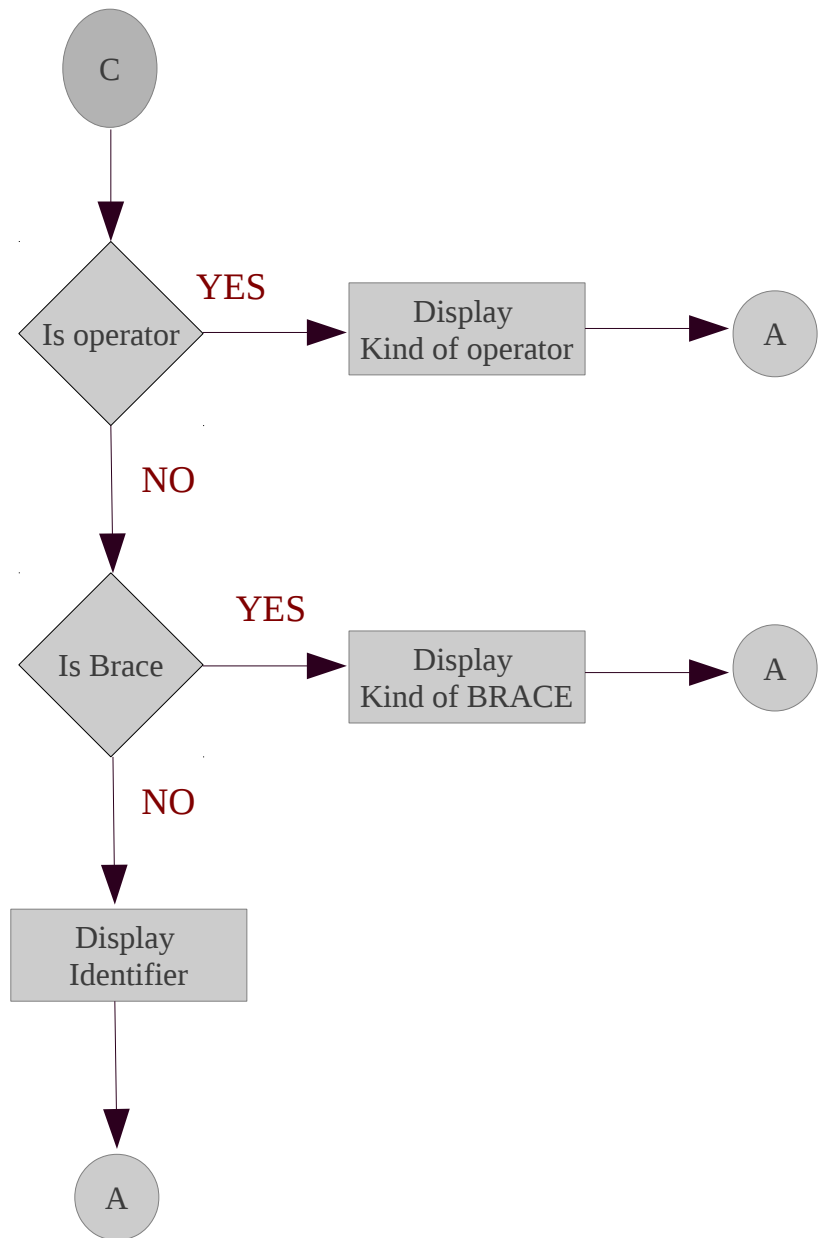 C
YES
Is operator
Display
Kind of operator
A
NO
YES
Is Brace
Display
Kind of BRACE
A
NO
Display
Identifier
A